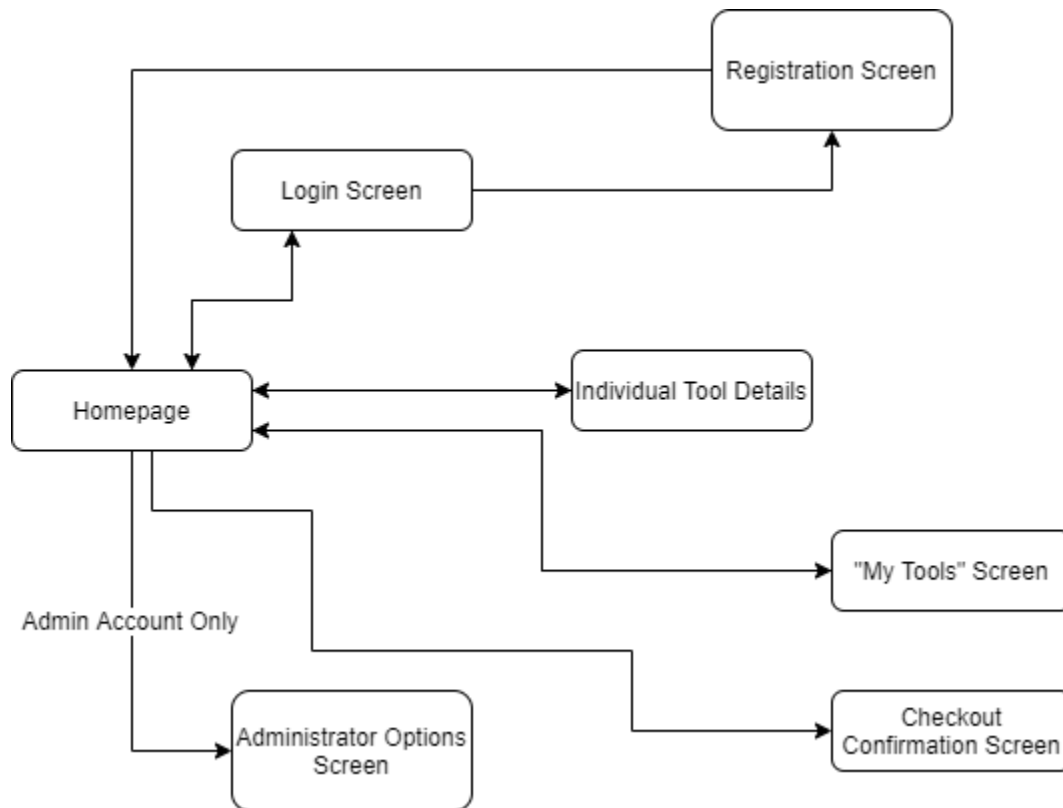 Registration Screen
Login Screen
Individual Tool Details
Homepage
"My Tools" Screen
Admin Account Only
Administrator Options
Screen
Checkout
Confirmation Screen